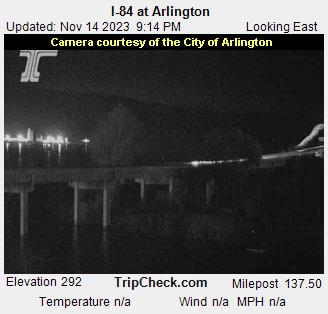 I-84 at Arlington
Updated: Nov 14 2023 9:14 PM Looking East
Camera courtesy of the City of Arlington
Elevation 292 TripCheck.com Milepost 137.50
Temperature n/a Wind n/a MPH n/a